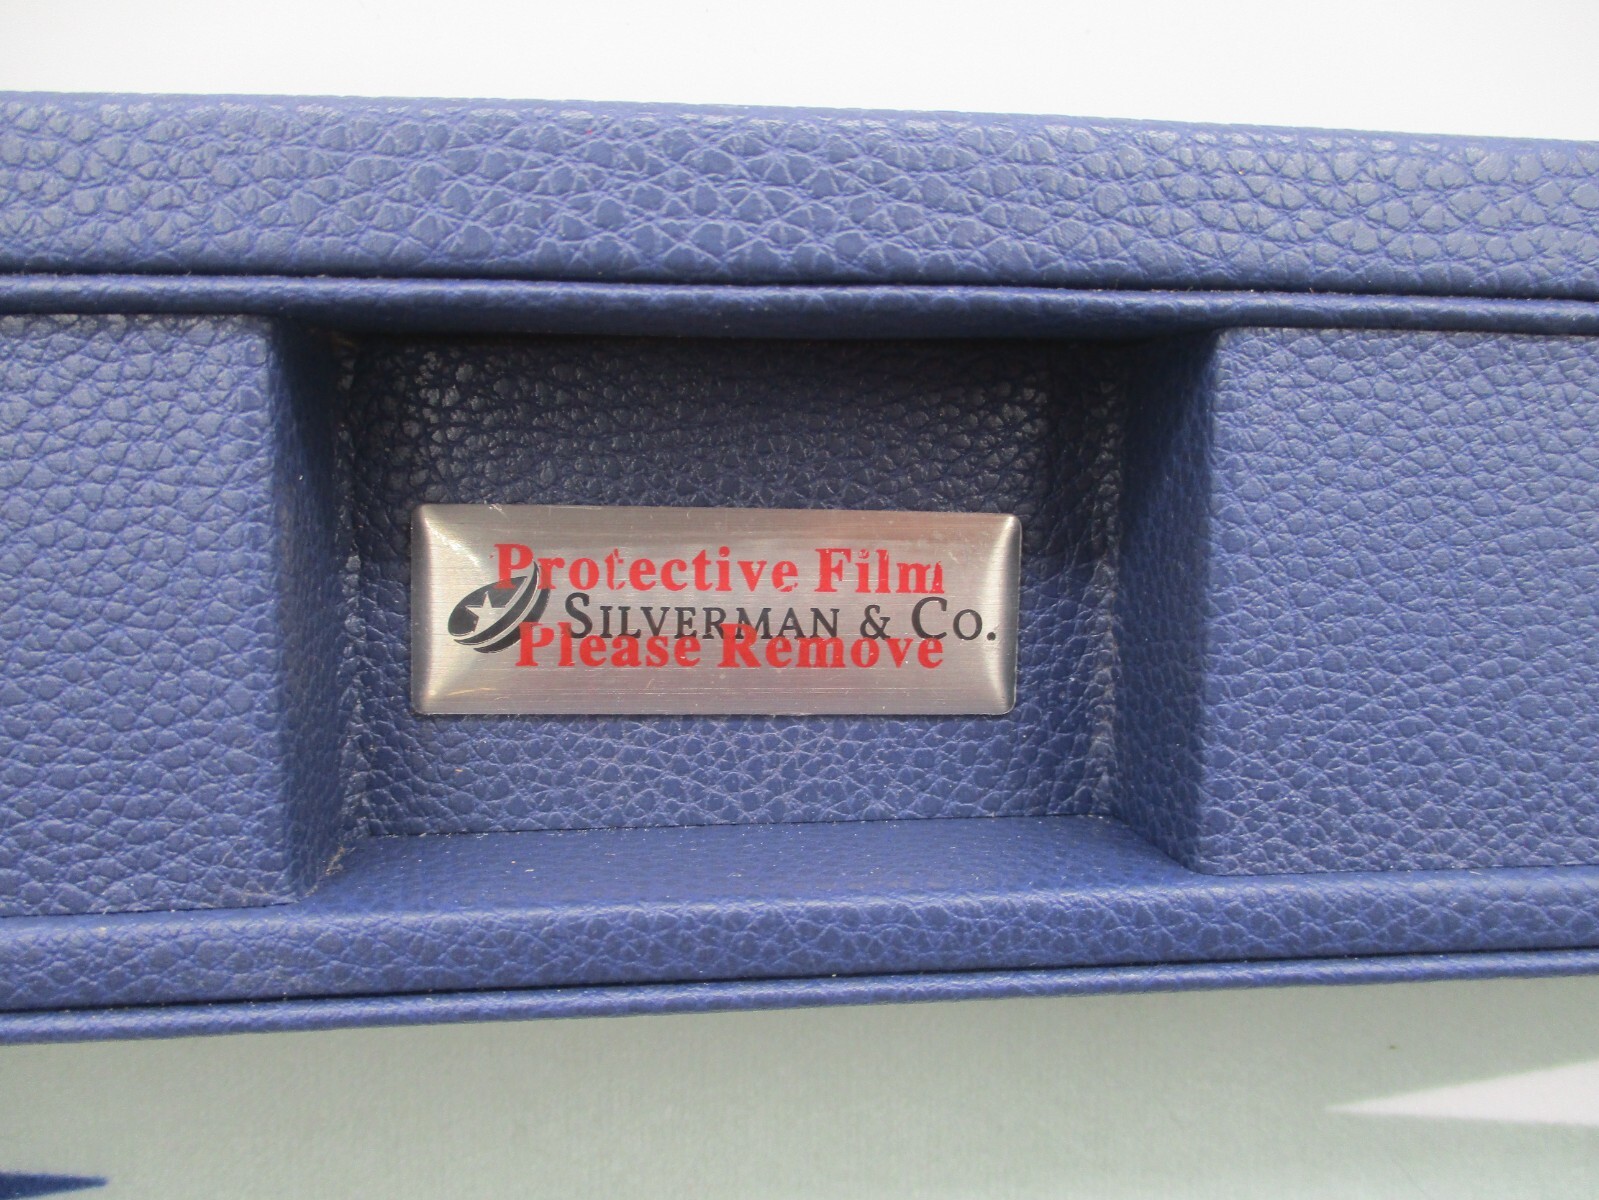 Protective Film
SILVERMAN & CO.
Please Remove